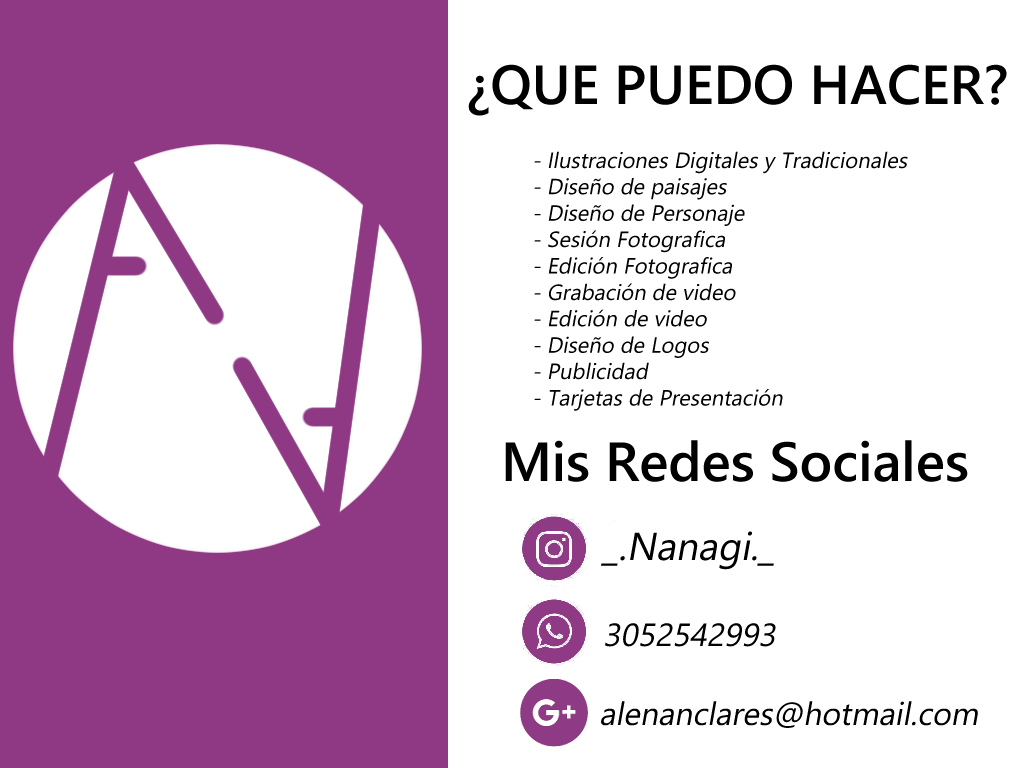 ¿QUE PUEDO HACER?
- Ilustraciones Digitales y Tradicionales
- Diseño de paisajes
- Diseño de Personaje
- Sesión Fotografica
- Edición Fotografica
- Grabación de video
- Edición de video
- Diseño de Logos
- Publicidad
- Tarjetas de Presentación
Mis Redes Sociales
_.Nanagi._
3052542993
G+ alenanclares@hotmail.com